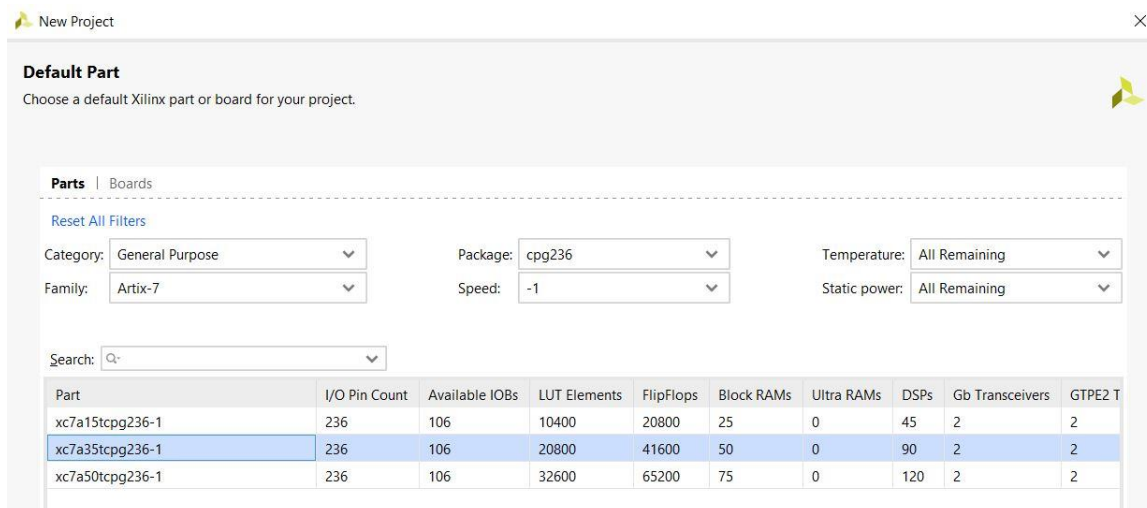 New Project
Default Part
Choose a default Xilinx part or board for your project.
Parts | Boards
Reset All Filters
Category: General Purpose Package: cpg236 Temperature: All Remaining
Family: Artix-7 Speed: -1 Static power: All Remaining
Search: Q-
Part I/O Pin Count Available IOBs LUT Elements FlipFlops Block RAMs Ultra RAMs DSPs Gb Transceivers GTPE2 T
xc7a15tcpg236-1 236 106 10400 20800 25 0 45 2 2
xc7a35tcpg236-1 236 106 20800 41600 50 0 90 2 2
xc7a50tcpg236-1 236 106 32600 65200 75 0 120 2 2